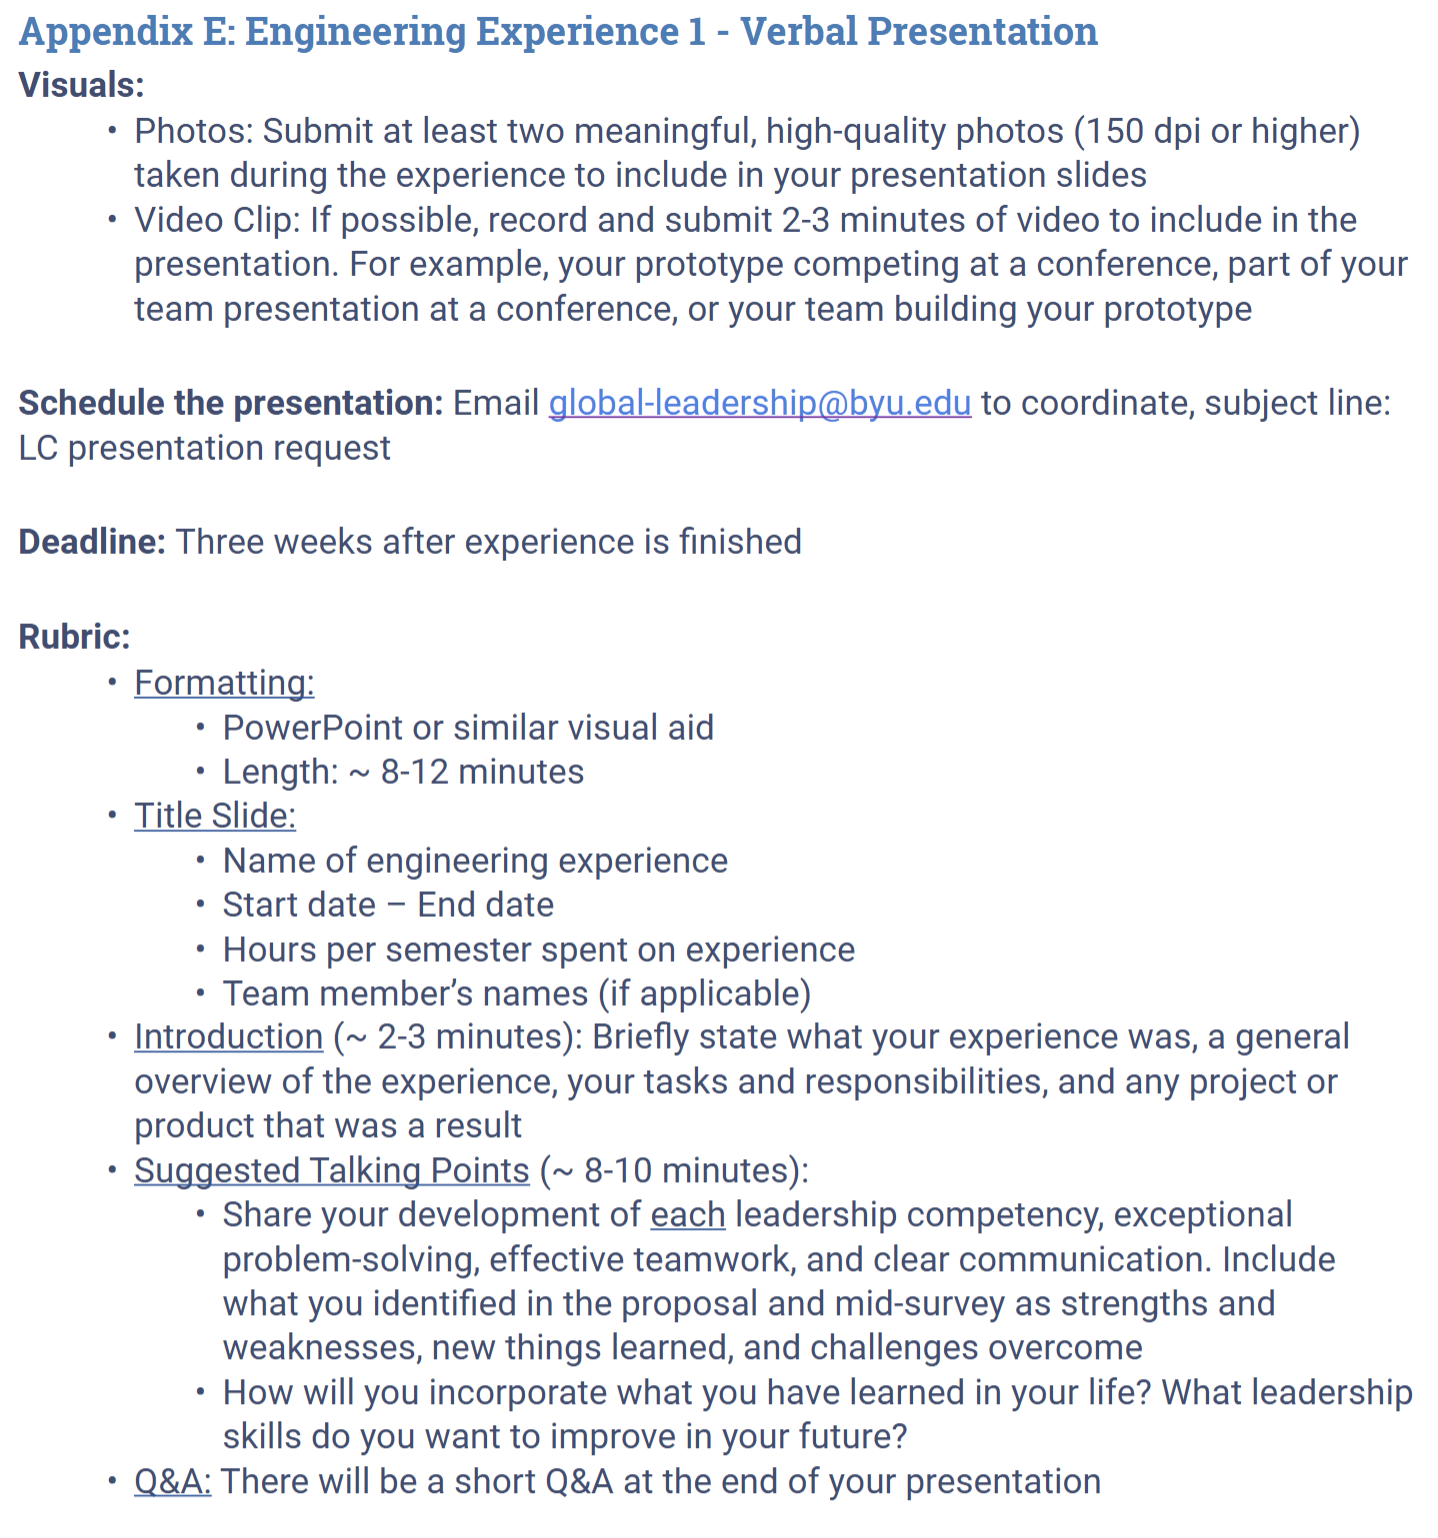 Appendix E: Engineering Experience 1 - Verbal Presentation
Visuals:
• Photos: Submit at least two meaningful, high-quality photos (150 dpi or higher)
taken during the experience to include in your presentation slides
• Video Clip: If possible, record and submit 2-3 minutes of video to include in the
presentation. For example, your prototype competing at a conference, part of your
team presentation at a conference, or your team building your prototype
Schedule the presentation: Email global-leadership@byu.edu to coordinate, subject line:
LC presentation request
Deadline: Three weeks after experience is finished
Rubric:
• Formatting:
• PowerPoint or similar visual aid
• Length: ~ 8-12 minutes
• Title Slide:
• Name of engineering experience
• Start date – End date
• Hours per semester spent on experience
• Team member’s names (if applicable)
• Introduction (~ 2-3 minutes): Briefly state what your experience was, a general
overview of the experience, your tasks and responsibilities, and any project or
product that was a result
• Suggested Talking Points (~ 8-10 minutes):
• Share your development of each leadership competency, exceptional
problem-solving, effective teamwork, and clear communication. Include
what you identified in the proposal and mid-survey as strengths and
weaknesses, new things learned, and challenges overcome
• How will you incorporate what you have learned in your life? What leadership
skills do you want to improve in your future?
• Q&A: There will be a short Q&A at the end of your presentation